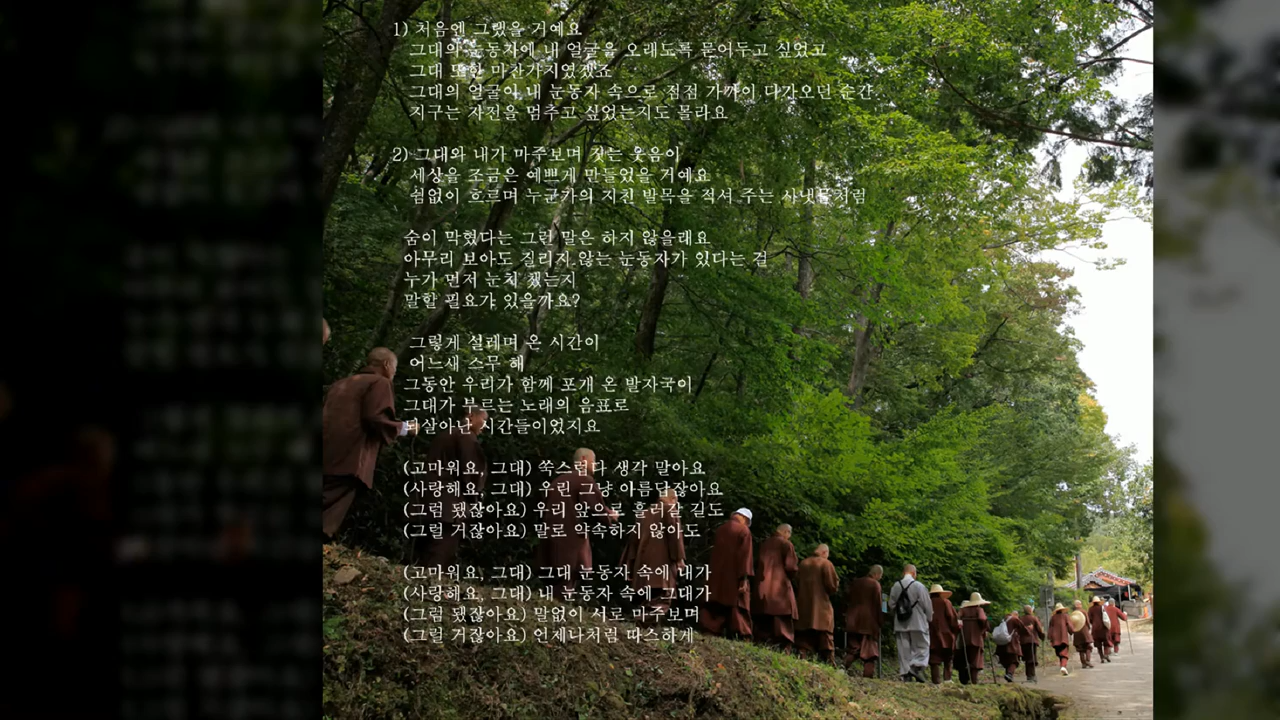 1) 처음엔 그랬을 거예요
그대의 눈동자에 내 얼굴을 오래도록 묻어두고 싶었고
그대 또한 마찬가지였겠죠
그대의 얼굴이 내 눈동자 속으로 점점 가까이 다가오던 순간
지구는 자전을 멈추고 싶었는지도 몰라요
2) 그대와 내가 마주보며 짓는 웃음이
세상을 조금은 예쁘게 만들었을 거예요
쉼없이 흐르며 누군가의 지친 발목을 적셔 주는 시냇물처럼
숨이 막혔다는 그런 말은 하지 않을래요
아무리 보아도 질리지 않는 눈동자가 있다는 걸
누가 먼저 눈치 챘는지
말할 필요가 있을까요?
그렇게 설레며 온 시간이
어느새 스무 해
그동안 우리가 함께 포개 온 발자국이
그대가 부르는 노래의 음표로
되살아난 시간들이었지요
(고마워요, 그대) 쑥스럽다 생각 말아요
(사랑해요, 그대) 우린 그냥 아름답잖아요
(그럼 됐잖아요) 우리 앞으로 흘러갈 길도
(그럴 거잖아요) 말로 약속하지 않아도
(고마워요, 그대) 그대 눈동자 속에 내가
(사랑해요, 그대) 내 눈동자 속에 그대가
(그럼 됐잖아요) 말없이 서로 마주보며
(그럴 거잖아요) 언제나처럼 따스하게